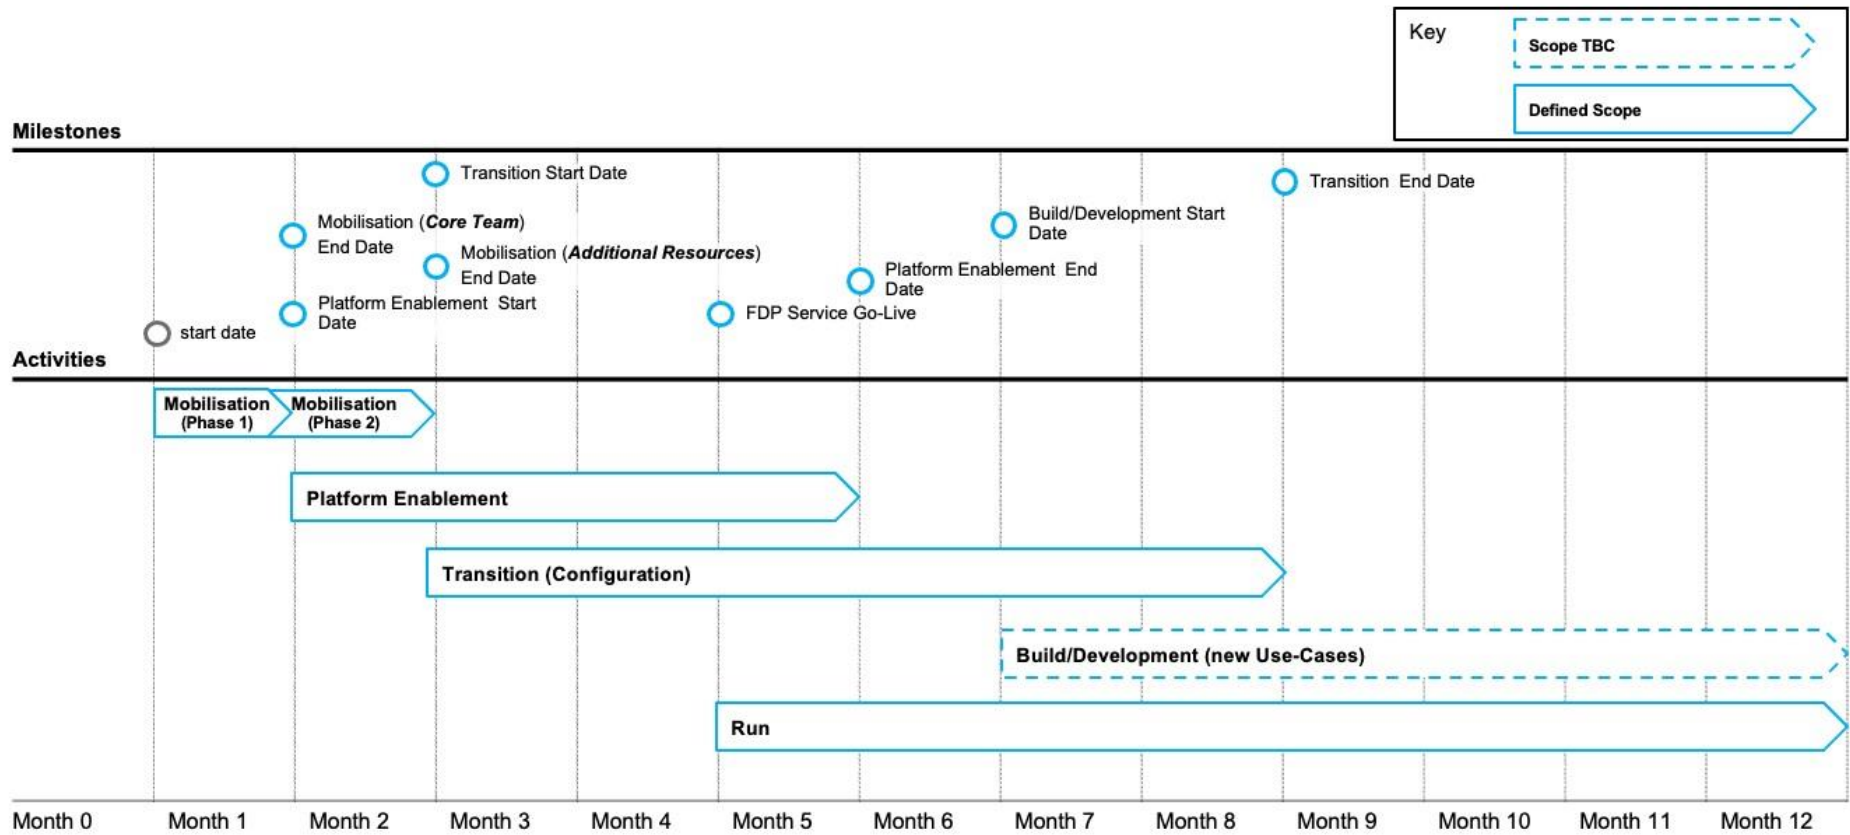 Key
Scope TBC
Defined Scope
Milestones
Transition Start Date
Transition End Date
Mobilisation (Core Team)
End Date
Build/Development Start
Date
Mobilisation (Additional Resources)
End Date
Platform Enablement End
Date
Platform Enablement Start
Date
FDP Service Go-Live
start date
Activities
Mobilisation
(Phase 1)
Mobilisation
(Phase 2)
Platform Enablement
Transition (Configuration)
Build/Development (new Use-Cases)
Run
Month 0 Month 1 Month 2 Month 3 Month 4 Month 5 Month 6 Month 7 Month 8 Month 9 Month 10 Month 11 Month 12